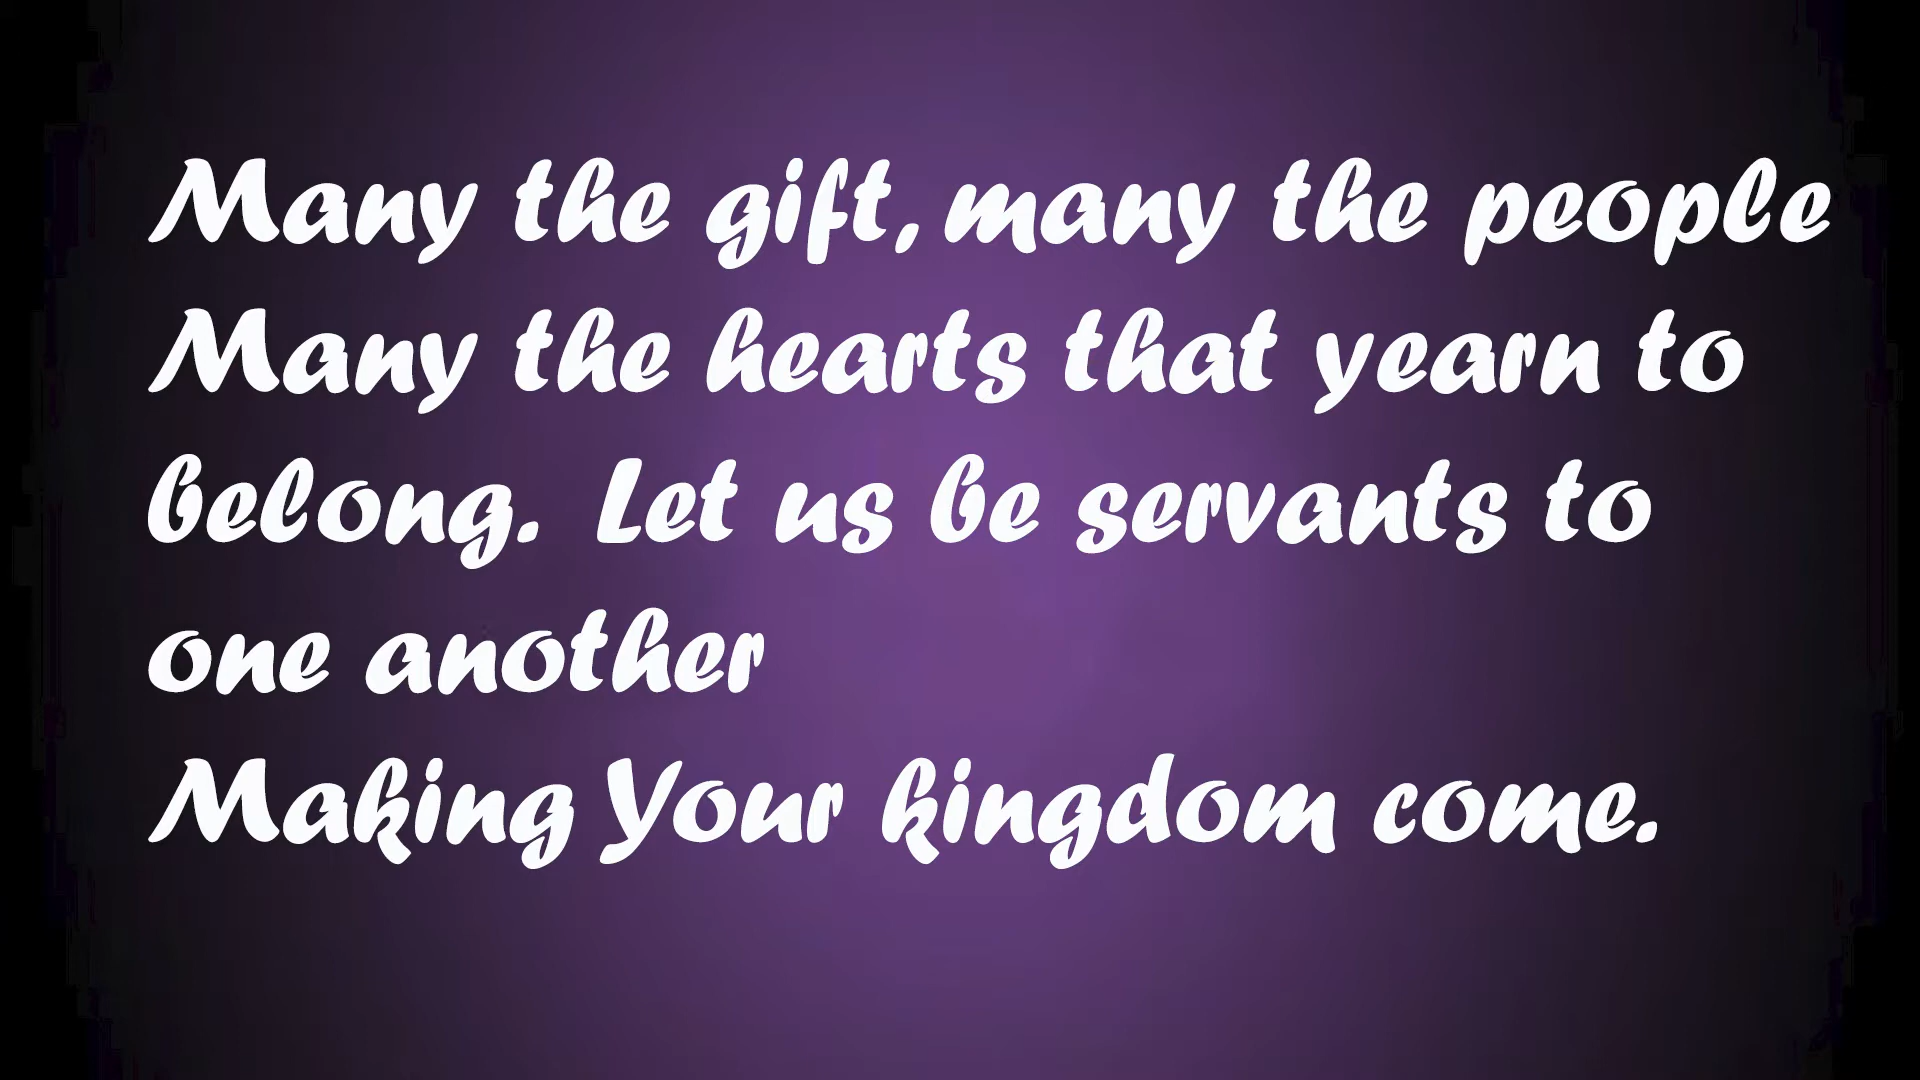 Many the gift, many the people
Many the hearts that yearn to
belong.  Let us be servants to
one another
Making Your kingdom come.